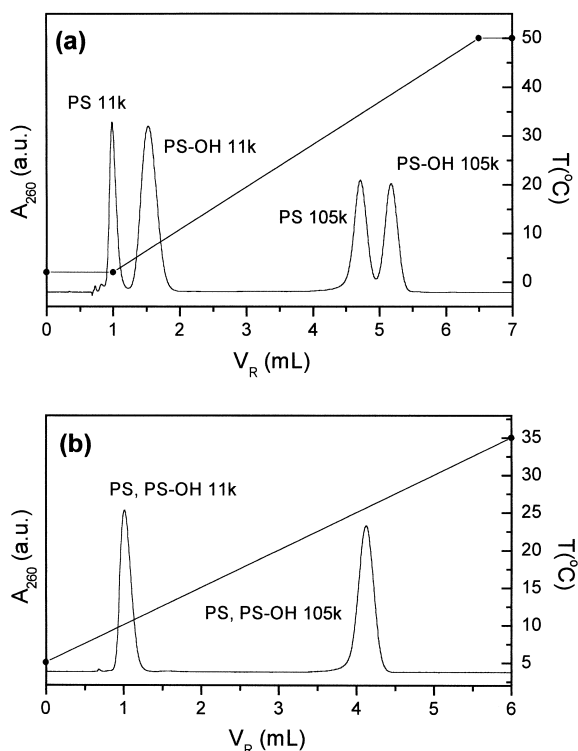 (a)
PS 11k
PS-OH 11k
PS 105k
PS-OH 105k
A260 (a.u.)
T(°C)
50
40
30
20
10
0
0 1 2 3 4 5 6 7
VR (mL)
(b)
PS, PS-OH 11k
PS, PS-OH 105k
A260 (a.u.)
T(°C)
35
30
25
20
15
10
5
0 1 2 3 4 5 6
VR (mL)